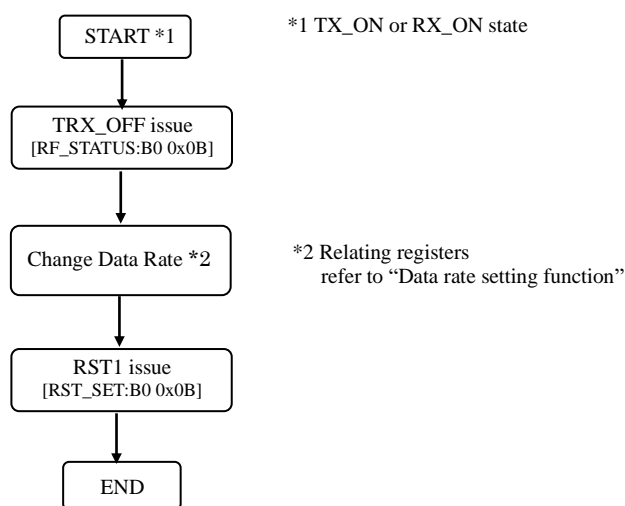 START *1
*1 TX_ON or RX_ON state
TRX_OFF issue
[RF_STATUS:B0 0x0B]
Change Data Rate *2
*2 Relating registers
refer to “Data rate setting function”
RST1 issue
[RST_SET:B0 0x0B]
END